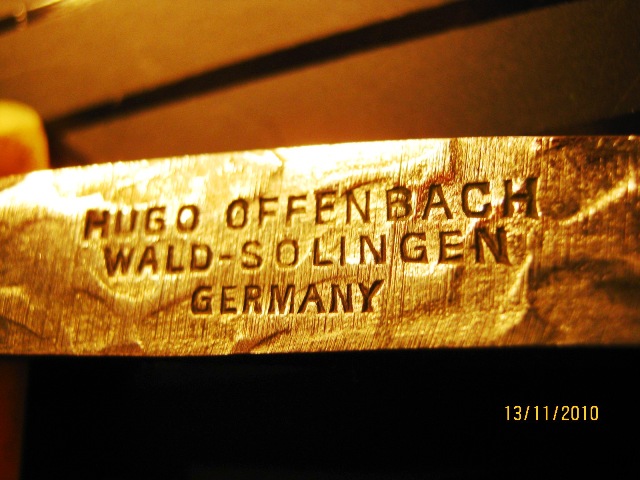 HUGO OFFENBACH
WALD-SOLINGEN
GERMANY
13/11/2010